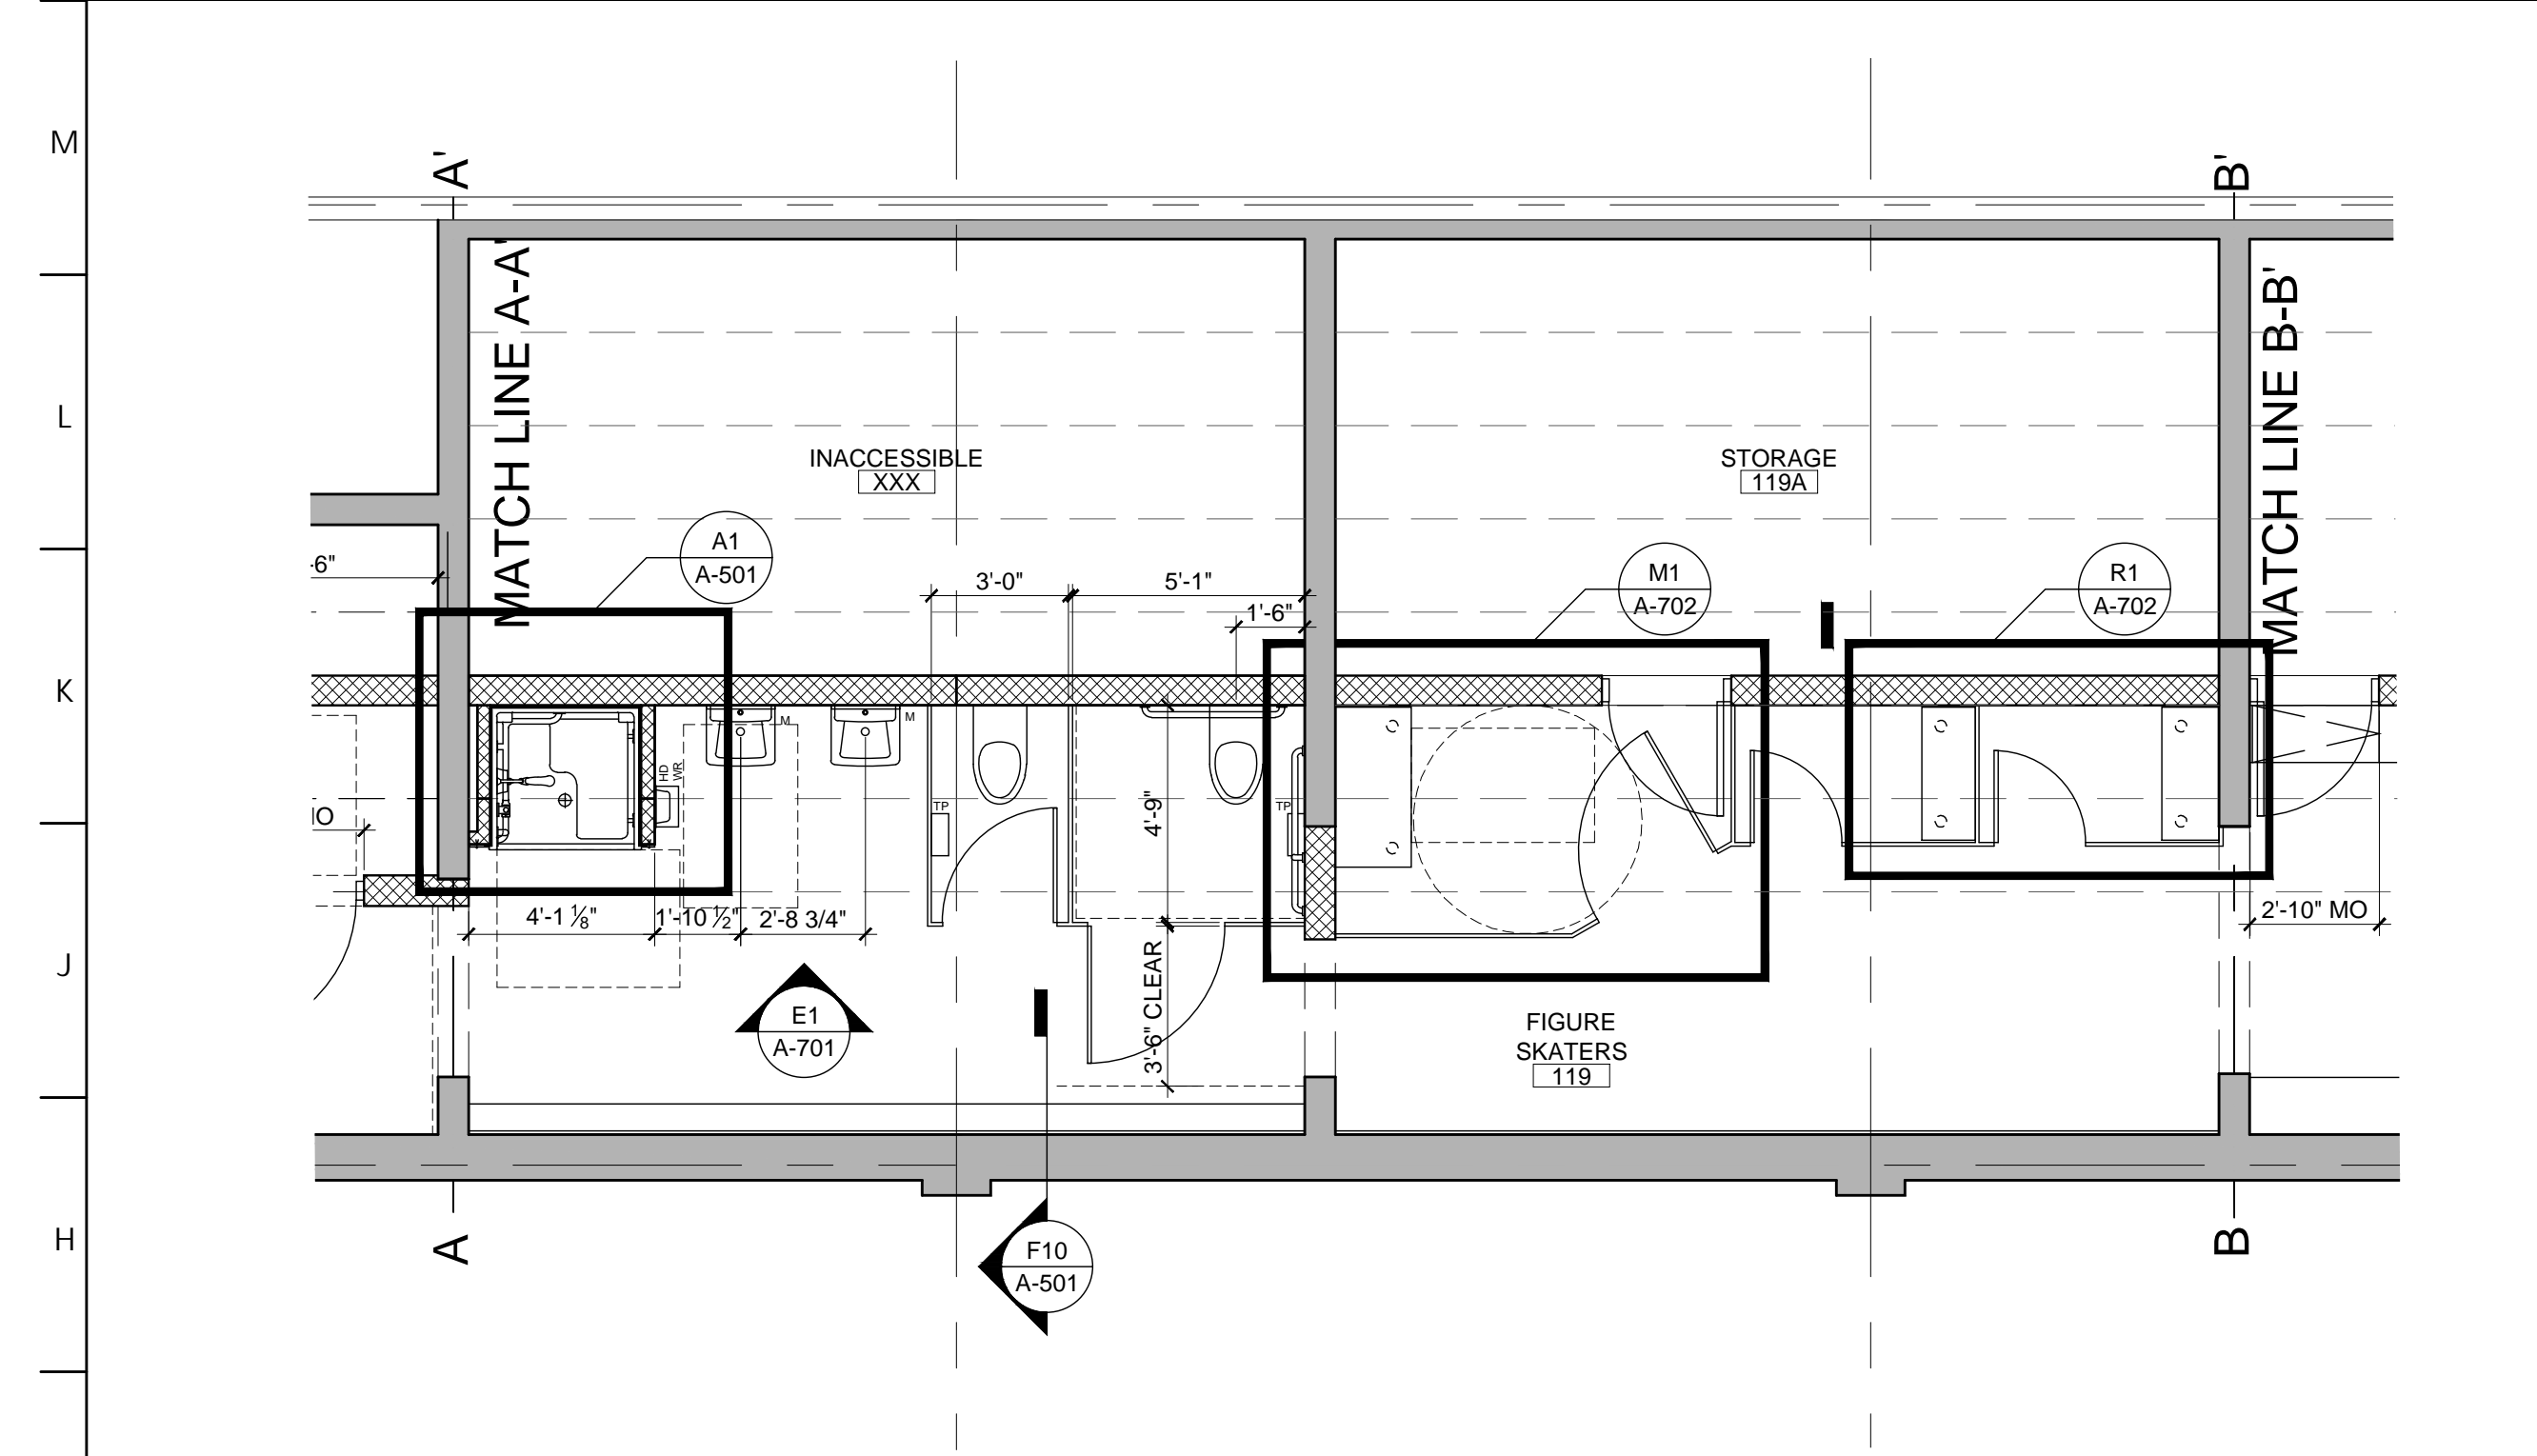 M
A'
B'
MATCH LINE A-A'
MATCH LINE B-B'
L
INACCESSIBLE
XXX
STORAGE
119A
A1
A-501
-6"
3'-0"
5'-1"
1'-6"
M1
A-702
R1
A-702
K
M
M
HD
WR
TP
TP
4'-9"
IO
4'-1 ⅛"
1'-10 ½"
2'-8 3/4"
2'-10" MO
J
3'-6" CLEAR
E1
A-701
FIGURE
SKATERS
119
H
A
B
F10
A-501